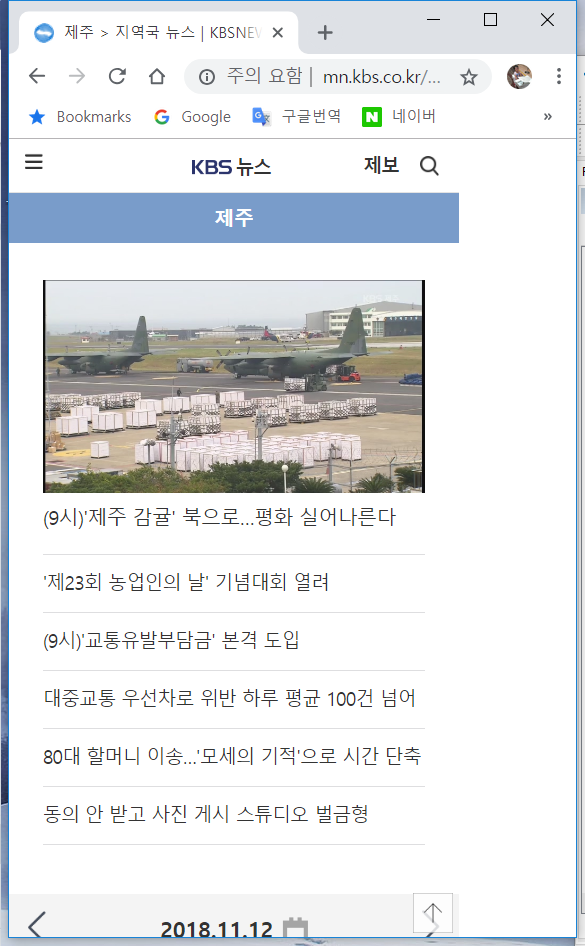 제주 > 지역국 뉴스 | KBSNEW
주의 요함 | mn.kbs.co.kr/...
Bookmarks Google 구글번역 네이버 »
KBS 뉴스 제보
제주
(9시)'제주 감귤' 북으로...평화 실어나른다
'제23회 농업인의 날' 기념대회 열려
(9시)'교통유발부담금' 본격 도입
대중교통 우선차로 위반 하루 평균 100건 넘어
80대 할머니 이송...'모세의 기적'으로 시간 단축
동의 안 받고 사진 게시 스튜디오 벌금형
2018.11.12